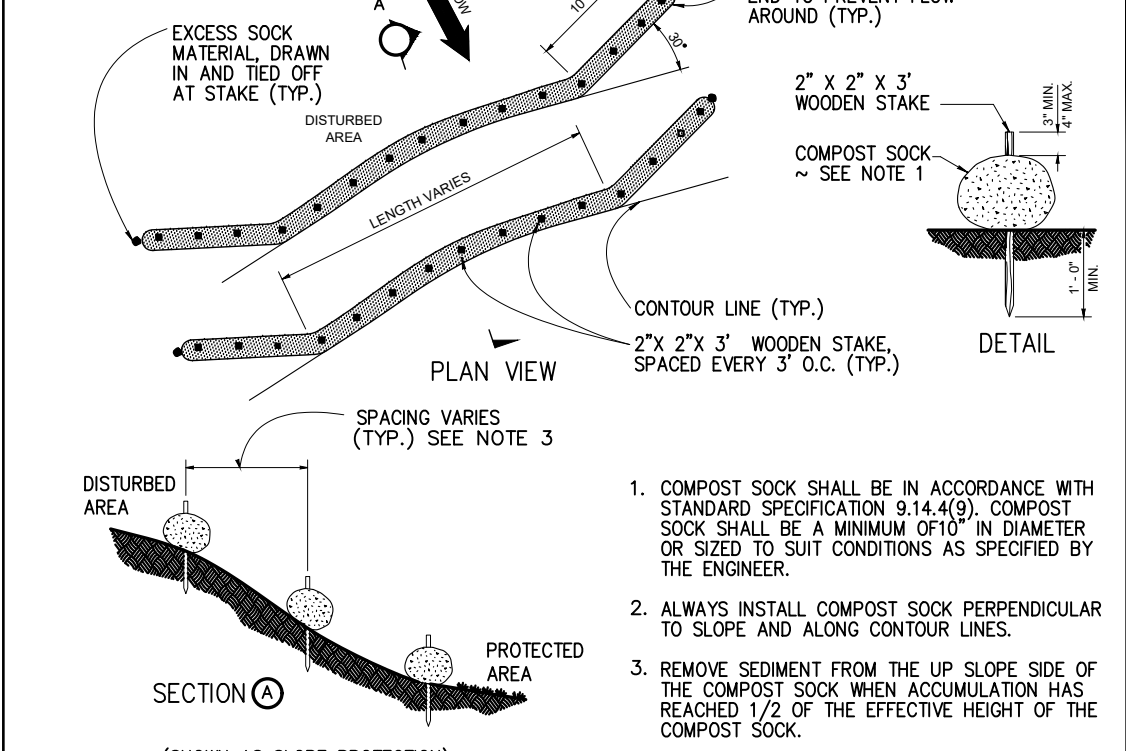 A
OW
10'
AROUND (TYP.)
30°
EXCESS SOCK
MATERIAL, DRAWN
IN AND TIED OFF
AT STAKE (TYP.)
DISTURBED
AREA
LENGTH VARIES
2” X 2” X 3’
WOODEN STAKE
3" MIN.
4" MAX.
COMPOST SOCK
~ SEE NOTE 1
1' - 0"
MIN.
DETAIL
CONTOUR LINE (TYP.)
2”X 2”X 3’ WOODEN STAKE,
SPACED EVERY 3’ O.C. (TYP.)
PLAN VIEW
SPACING VARIES
(TYP.) SEE NOTE 3
DISTURBED
AREA
PROTECTED
AREA
SECTION A
1. COMPOST SOCK SHALL BE IN ACCORDANCE WITH
STANDARD SPECIFICATION 9.14.4(9). COMPOST
SOCK SHALL BE A MINIMUM OF10” IN DIAMETER
OR SIZED TO SUIT CONDITIONS AS SPECIFIED BY
THE ENGINEER.
2. ALWAYS INSTALL COMPOST SOCK PERPENDICULAR
TO SLOPE AND ALONG CONTOUR LINES.
3. REMOVE SEDIMENT FROM THE UP SLOPE SIDE OF
THE COMPOST SOCK WHEN ACCUMULATION HAS
REACHED 1/2 OF THE EFFECTIVE HEIGHT OF THE
COMPOST SOCK.